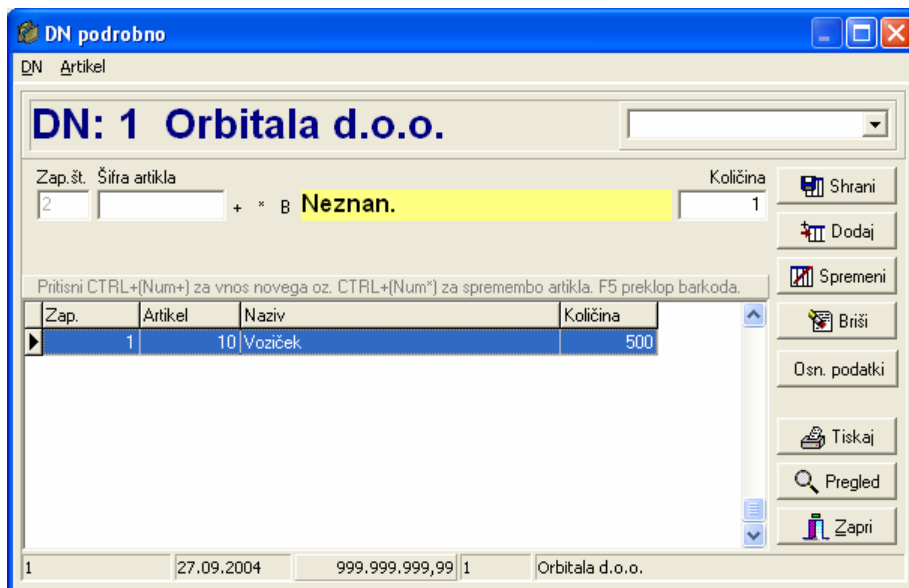 DN podrobno
DN Artikel
DN: 1 Orbitala d.o.o.
Zap.št. Šifra artikla Količina
2 + * B Neznan. 1
Shrani
Dodaj
Spremeni
Briši
Osn. podatki
Tiskaj
Pregled
Zapri
Pritisni CTRL+(Num+) za vnos novega oz. CTRL+(Num*) za spremembo artikla. F5 preklop barkoda.
Zap. Artikel Naziv Količina
1 10 Voziček 500
1 27.09.2004 999.999.999,99 1 Orbitala d.o.o.